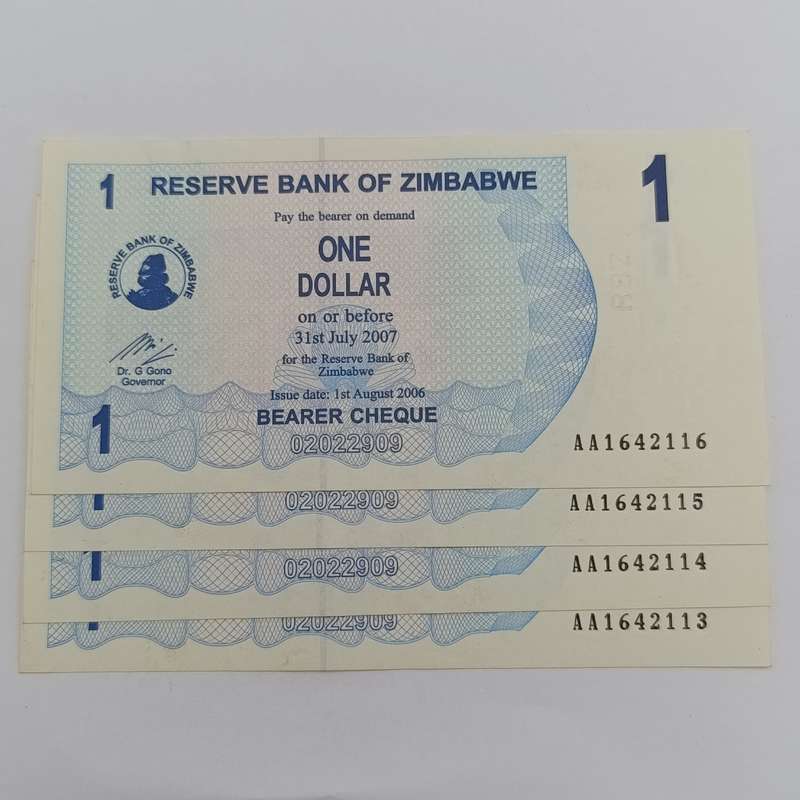 1
RESERVE BANK OF ZIMBABWE
1
Pay the bearer on demand
ONE
DOLLAR
RESERVE BANK OF ZIMBABWE
on or before
31st July 2007
for the Reserve Bank of
Zimbabwe
Dr. G Gono
Governor
Issue date: 1st August 2006
1
BEARER CHEQUE
02022909
AA1642116
1
02022909
AA1642115
1
02022909
AA1642114
1
02022909
AA1642113